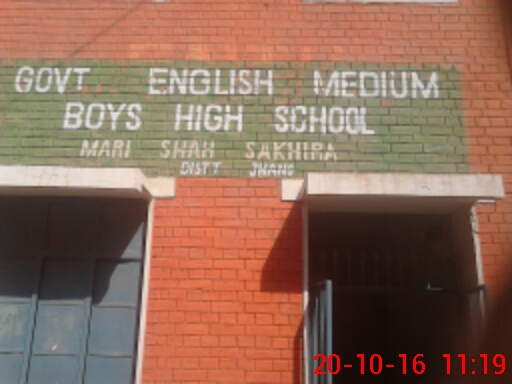 GOVT.. ENGLISH MEDIUM
BOYS HIGH SCHOOL
MARI SHAH SAKHIRA
DISTT JHANG
20-10-16 11:19